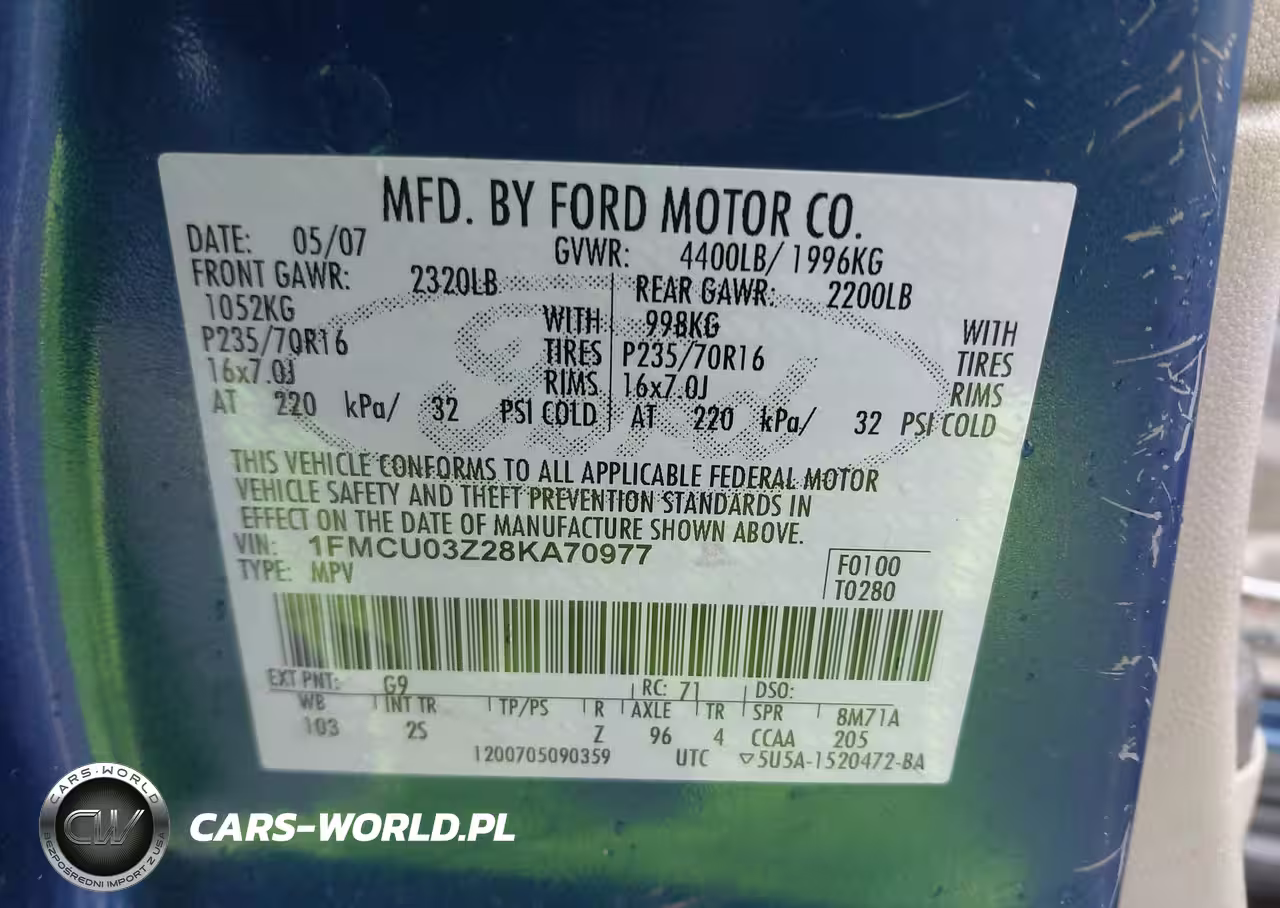 MFD. BY FORD MOTOR CO.
DATE: 05/07 GVWR: 4400LB/ 1996KG
FRONT GAWR: 2320LB REAR GAWR: 2200LB
1052KG WITH 998KG WITH
P235/70R16 TIRES P235/70R16 TIRES
16x7.0J RIMS 16x7.0J RIMS
AT 220 kPa/ 32 PSI COLD AT 220 kPa/ 32 PSI COLD
Ford
THIS VEHICLE CONFORMS TO ALL APPLICABLE FEDERAL MOTOR
VEHICLE SAFETY AND THEFT PREVENTION STANDARDS IN
EFFECT ON THE DATE OF MANUFACTURE SHOWN ABOVE.
VIN: 1FMCU03Z28KA70977
TYPE: MPV
F0100
T0280
EXT PNT: G9 RC: 71 DSO:
WB INT TR TP/PS R AXLE TR SPR 8M71A
103 2S Z 96 4 CCAA 205
1200705090359 UTC ▽5U5A-1520472-BA
CARS-WORLD
CW
BEZPOŚREDNI IMPORT Z USA
CARS-WORLD.PL